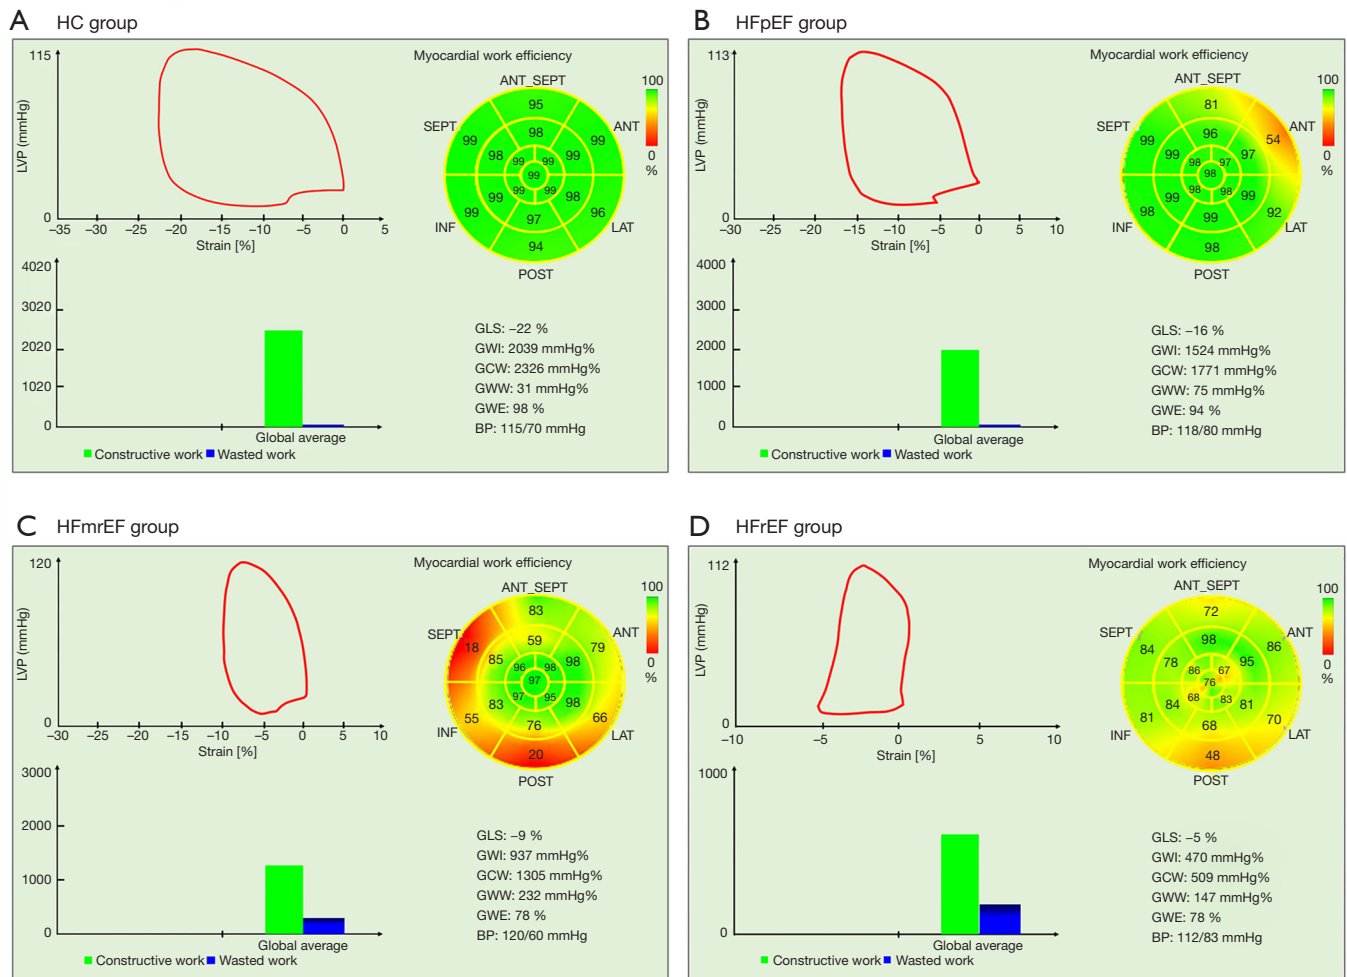 A HC group
115
LVP (mmHg)
0
−35 −30 −25 −20 −15 −10 −5 0 5
Strain [%]
Myocardial work efficiency
ANT_SEPT
SEPT
ANT
INF
LAT
POST
95
99 99
98
98 99
99 99
99
99 99
99 98
97
99 96
94
100
0
%
4020
3020
2020
1020
0
Global average
Constructive work Wasted work
GLS: −22 %
GWI: 2039 mmHg%
GCW: 2326 mmHg%
GWW: 31 mmHg%
GWE: 98 %
BP: 115/70 mmHg
B HFpEF group
113
LVP (mmHg)
0
−30 −25 −20 −15 −10 −5 0 5 10
Strain [%]
Myocardial work efficiency
ANT_SEPT
SEPT
ANT
INF
LAT
POST
81
99 54
96
99 97
98 97
98
98 98
99 99
99
98 92
98
100
0
%
4000
3000
2000
1000
0
Global average
Constructive work Wasted work
GLS: −16 %
GWI: 1524 mmHg%
GCW: 1771 mmHg%
GWW: 75 mmHg%
GWE: 94 %
BP: 118/80 mmHg
C HFmrEF group
120
LVP (mmHg)
0
−30 −25 −20 −15 −10 −5 0 5 10
Strain [%]
Myocardial work efficiency
ANT_SEPT
SEPT
ANT
INF
LAT
POST
83
18 79
59
85 98
96 98
97
97 95
83 98
76
55 66
20
100
0
%
3000
2000
1000
0
Global average
Constructive work Wasted work
GLS: −9 %
GWI: 937 mmHg%
GCW: 1305 mmHg%
GWW: 232 mmHg%
GWE: 78 %
BP: 120/60 mmHg
D HFrEF group
112
LVP (mmHg)
0
−10 −5 0 5 10
Strain [%]
Myocardial work efficiency
ANT_SEPT
SEPT
ANT
INF
LAT
POST
72
84 86
98
78 95
86 67
76
68 83
84 81
68
81 70
48
100
0
%
1000
0
Global average
Constructive work Wasted work
GLS: −5 %
GWI: 470 mmHg%
GCW: 509 mmHg%
GWW: 147 mmHg%
GWE: 78 %
BP: 112/83 mmHg